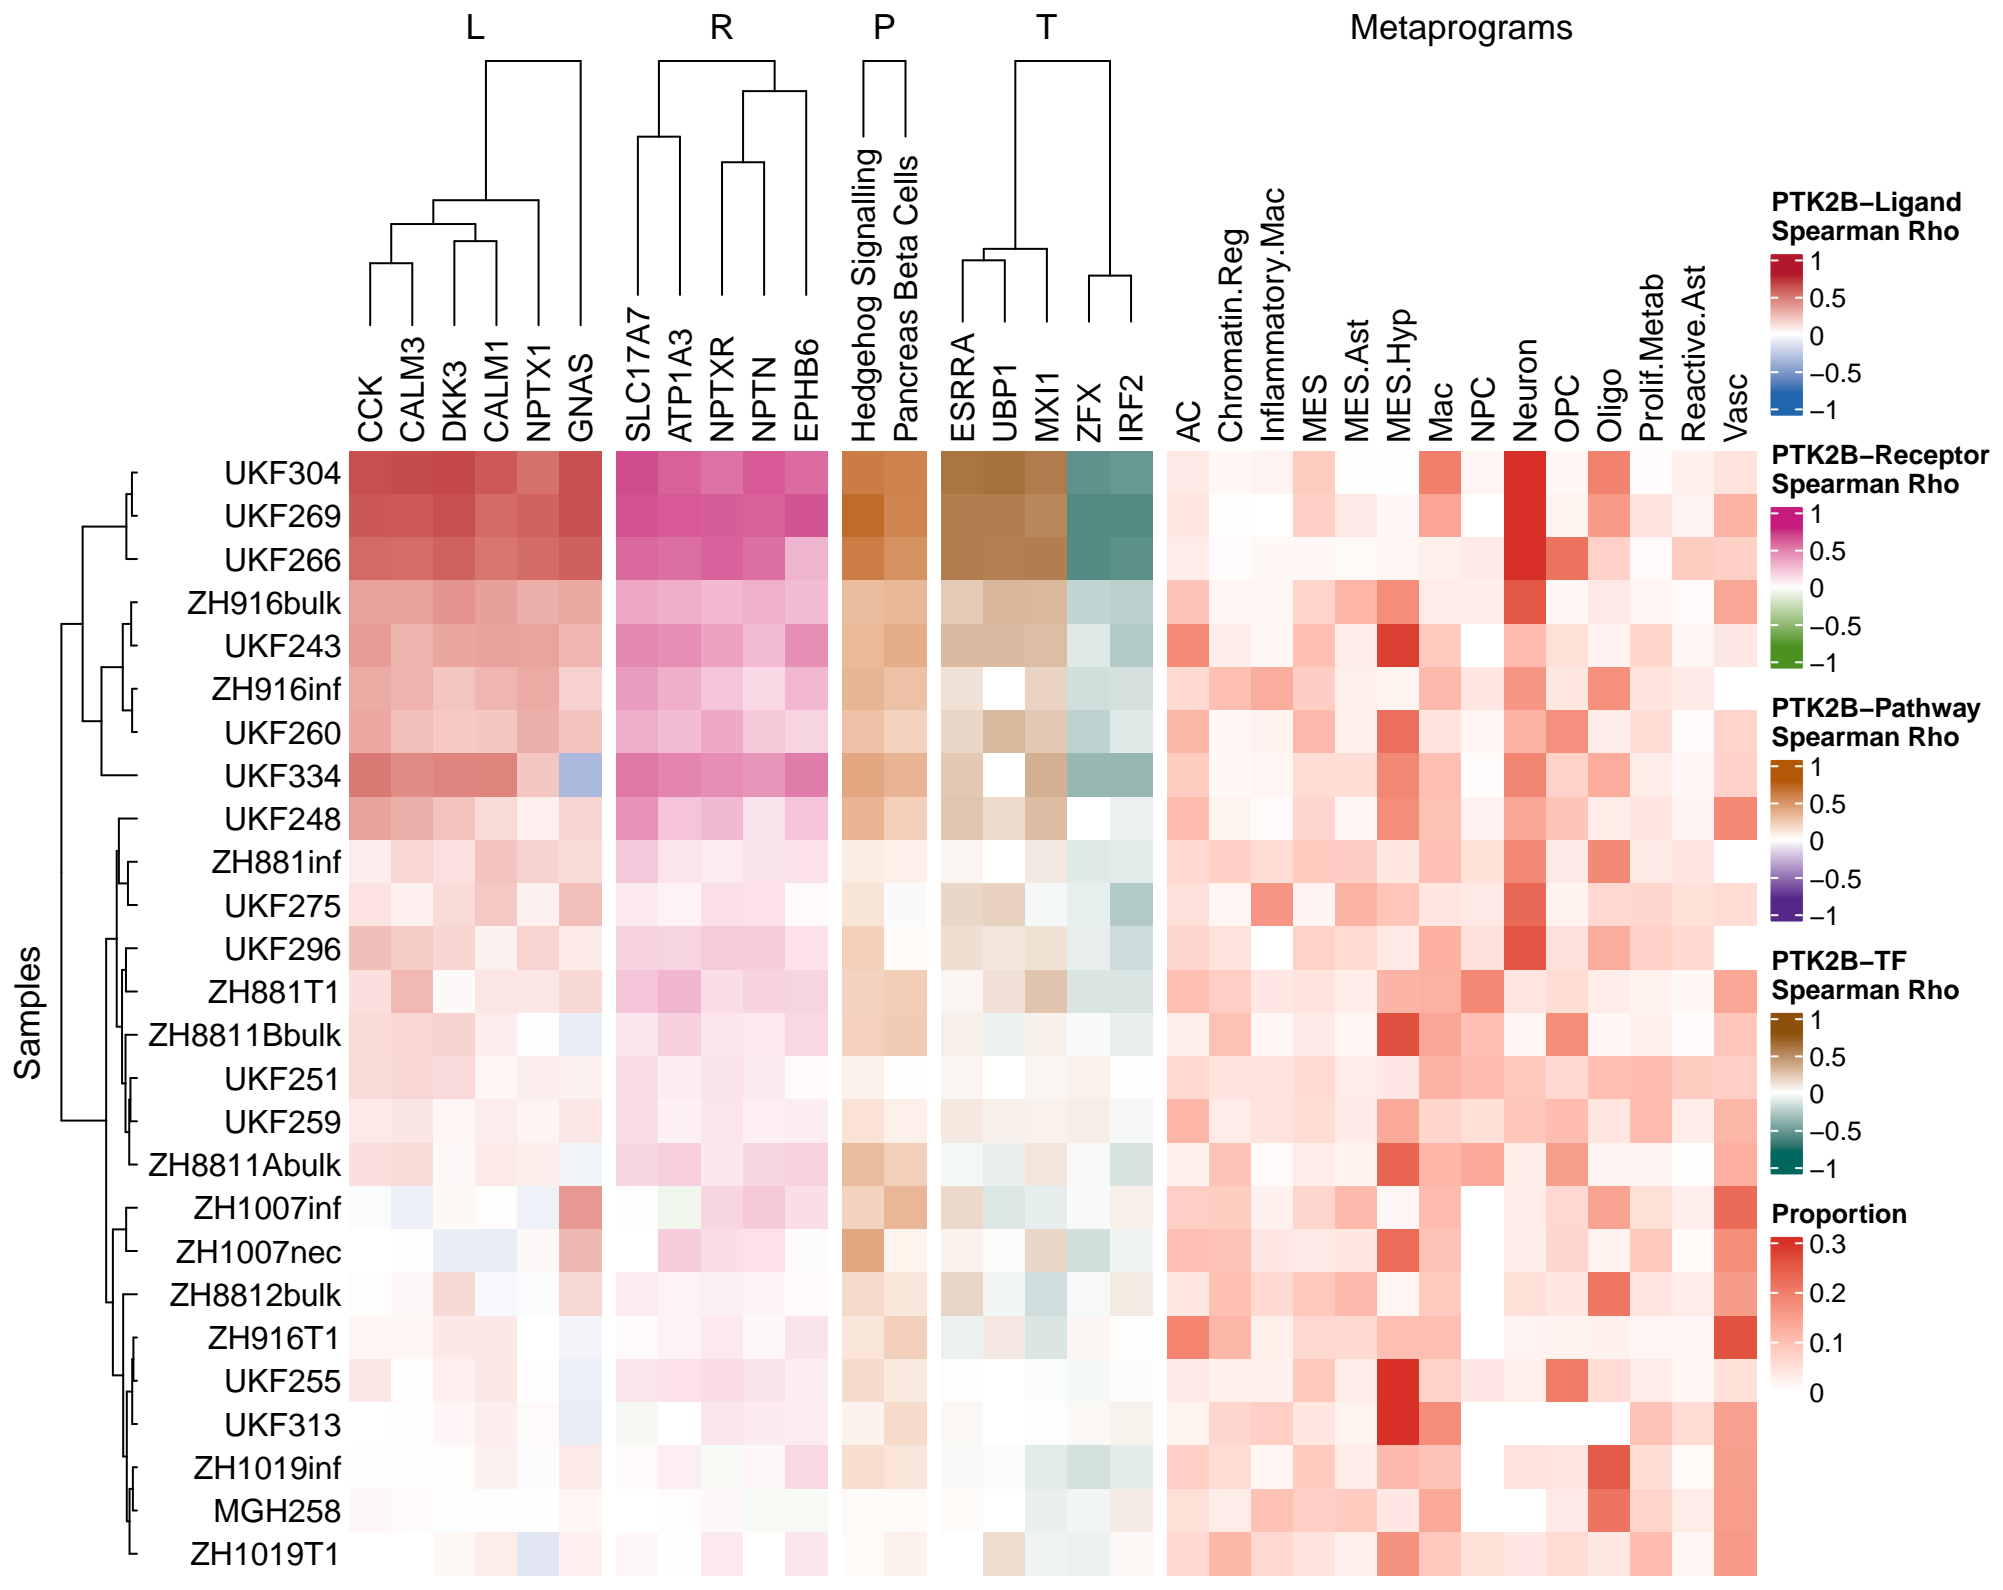 L
R
P
T
Metaprograms
CCK
CALM3
DKK3
CALM1
NPTX1
GNAS
SLC17A7
ATP1A3
NPTXR
NPTN
EPHB6
Hedgehog Signalling
Pancreas Beta Cells
ESRRA
UBP1
MXI1
ZFX
IRF2
AC
Chromatin.Reg
Inflammatory.Mac
MES
MES.Ast
MES.Hyp
Mac
NPC
Neuron
OPC
Oligo
Prolif.Metab
Reactive.Ast
Vasc
Samples
UKF304
UKF269
UKF266
ZH916bulk
UKF243
ZH916inf
UKF260
UKF334
UKF248
ZH881inf
UKF275
UKF296
ZH881T1
ZH8811Bbulk
UKF251
UKF259
ZH8811Abulk
ZH1007inf
ZH1007nec
ZH8812bulk
ZH916T1
UKF255
UKF313
ZH1019inf
MGH258
ZH1019T1
PTK2B−Ligand
Spearman Rho
1
0.5
0
−0.5
−1
PTK2B−Receptor
Spearman Rho
1
0.5
0
−0.5
−1
PTK2B−Pathway
Spearman Rho
1
0.5
0
−0.5
−1
PTK2B−TF
Spearman Rho
1
0.5
0
−0.5
−1
Proportion
0.3
0.2
0.1
0